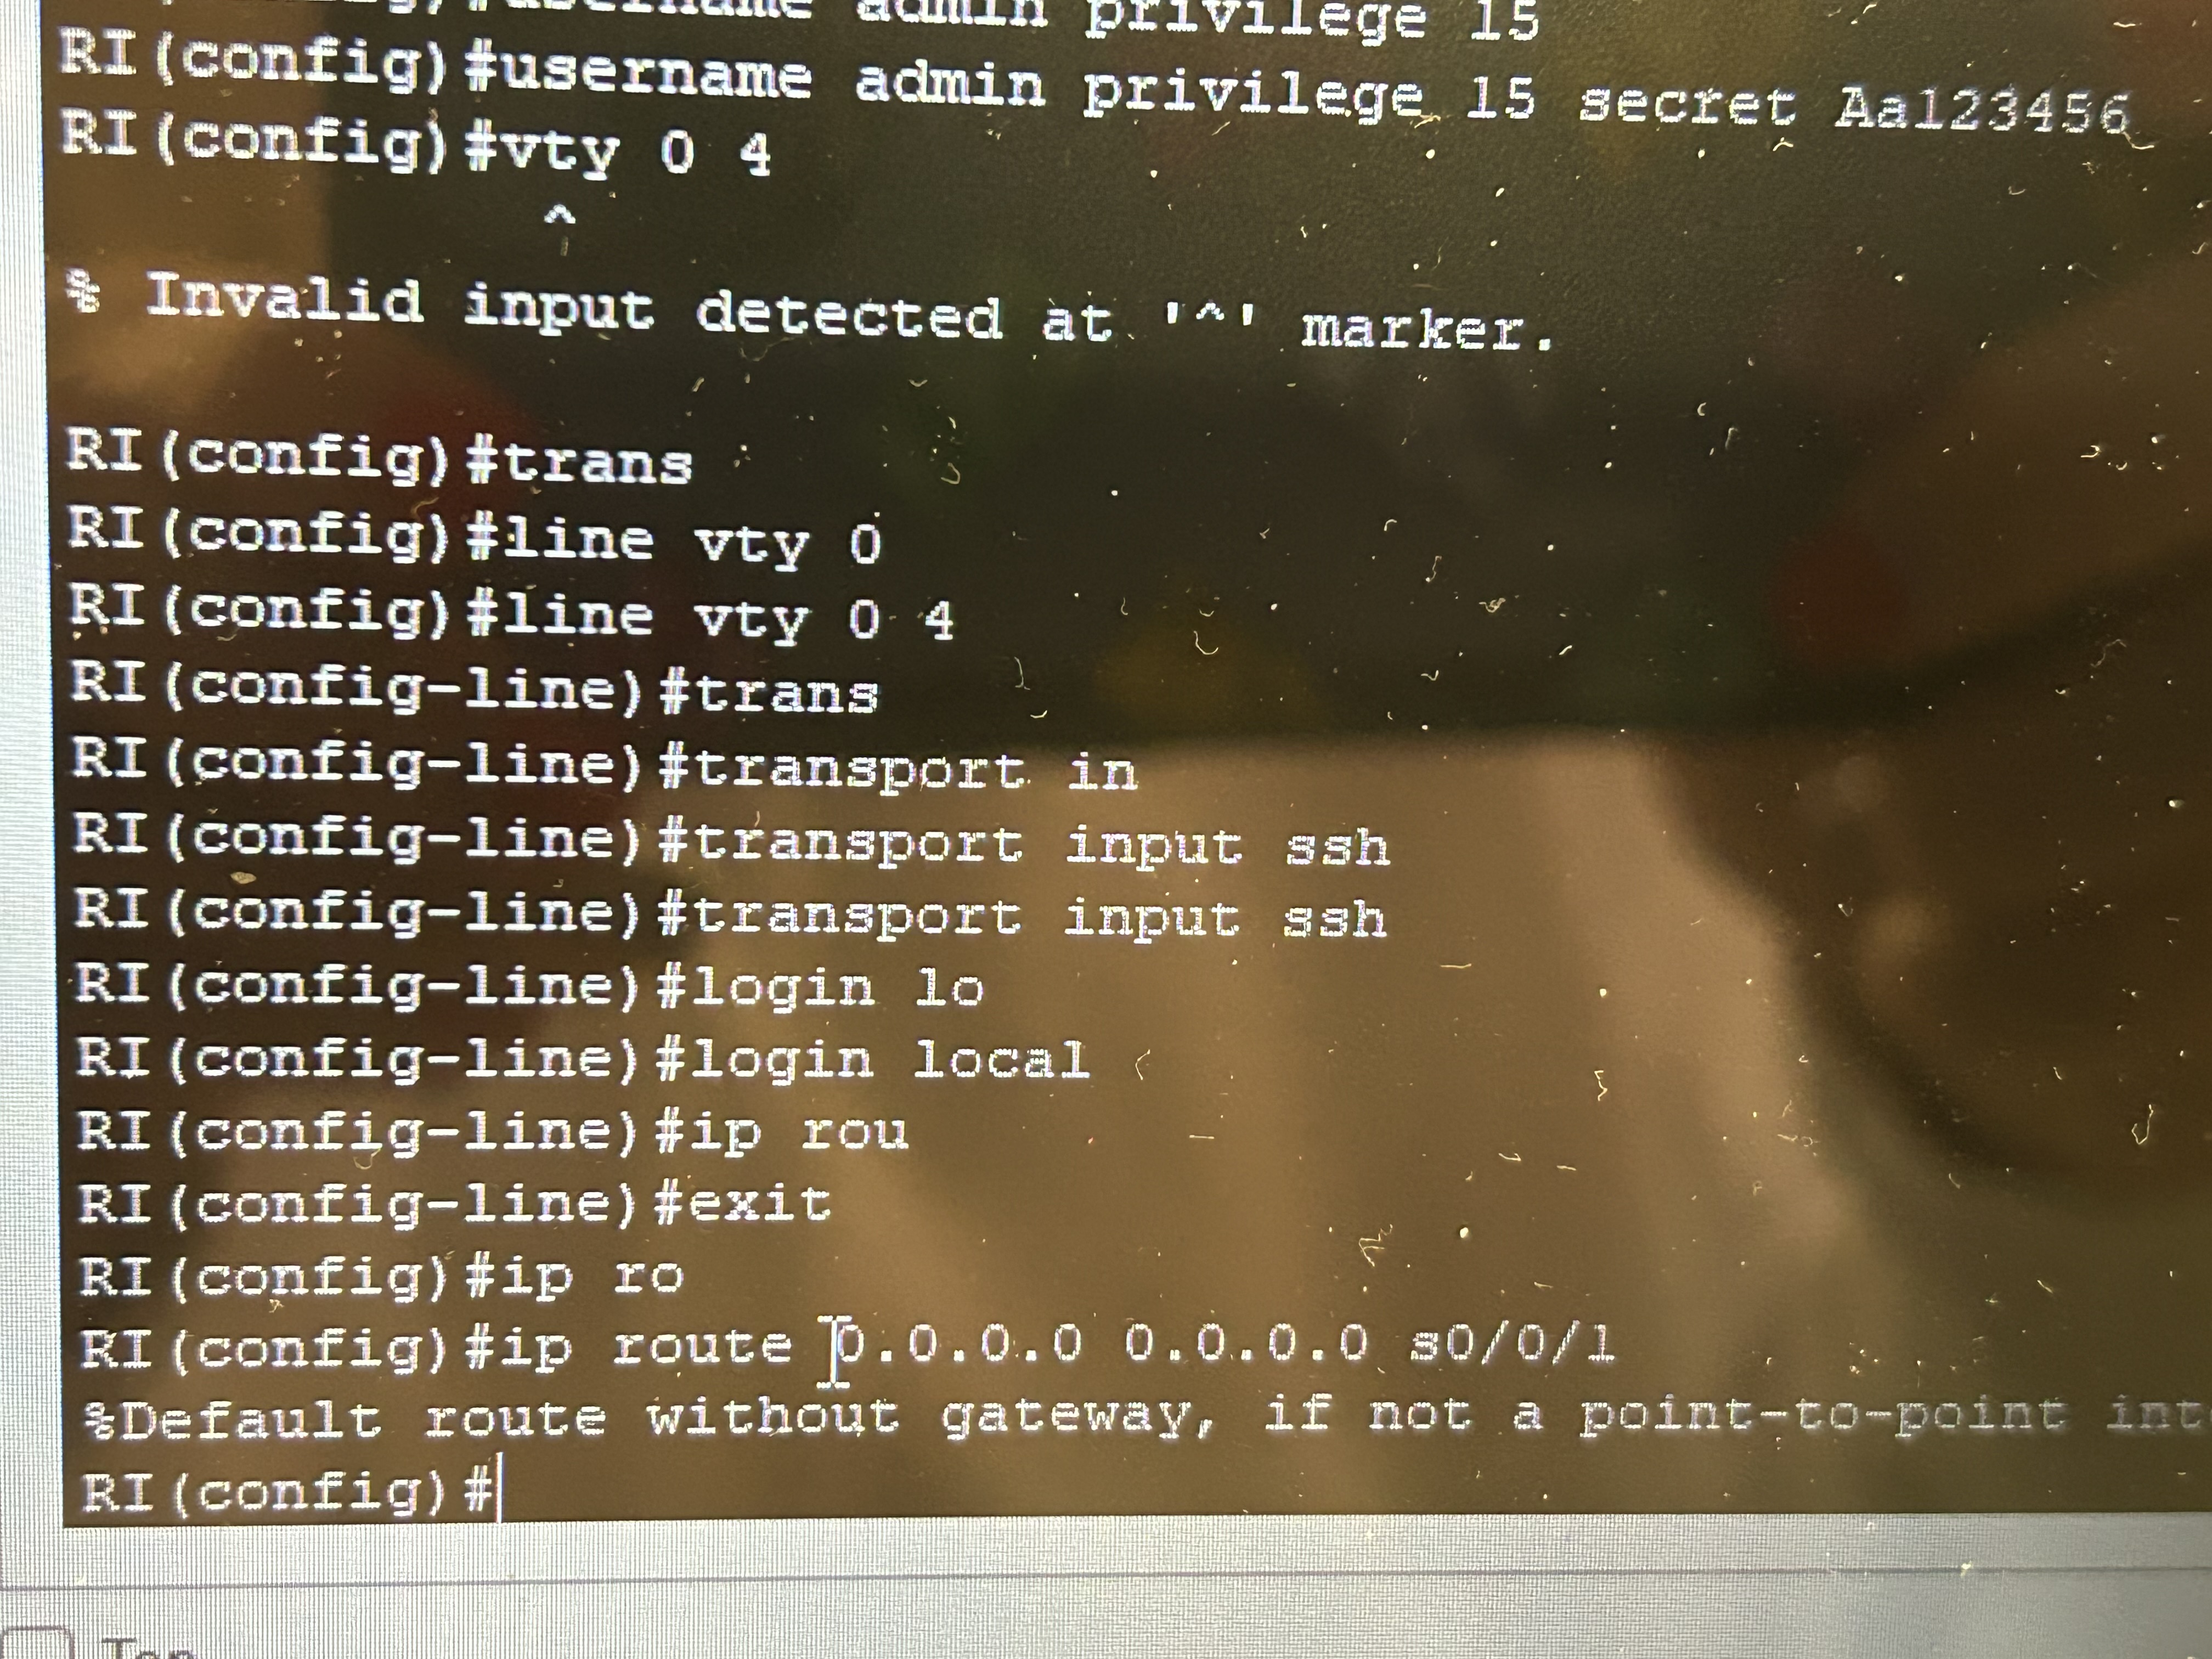 #username admin privilege 15
RI(config)#username admin privilege 15 secret Aa123456
RI(config)#vty 0 4
^
% Invalid input detected at '^' marker.
RI(config)#trans
RI(config)#line vty 0
RI(config)#line vty 0 4
RI(config-line)#trans
RI(config-line)#transport in
RI(config-line)#transport input ssh
RI(config-line)#transport input ssh
RI(config-line)#login lo
RI(config-line)#login local
RI(config-line)#ip rou
RI(config-line)#exit
RI(config)#ip ro
RI(config)#ip route 0.0.0.0 0.0.0.0 s0/0/1
%Default route without gateway, if not a point-to-point int
RI(config)#